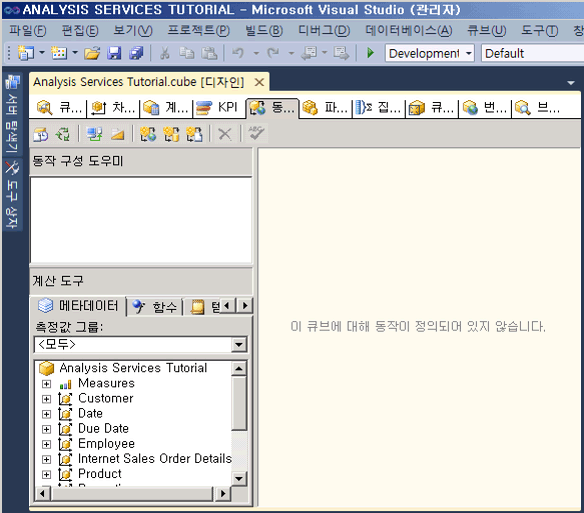 ANALYSIS SERVICES TUTORIAL - Microsoft Visual Studio (관리자)
파일(F) 편집(E) 보기(V) 프로젝트(P) 빌드(B) 디버그(D) 데이터베이스(A) 큐브(U) 도구(T) 창
Development Default
Analysis Services Tutorial.cube [디자인]
큐... 차... 계... KPI 동... 파... 집... 큐... 번... 브...
서버 탐색기
도구 상자
동작 구성 도우미
계산 도구
메타데이터 함수 템
측정값 그룹:
<모두>
Analysis Services Tutorial
Measures
Customer
Date
Due Date
Employee
Internet Sales Order Details
Product
이 큐브에 대해 동작이 정의되어 있지 않습니다.